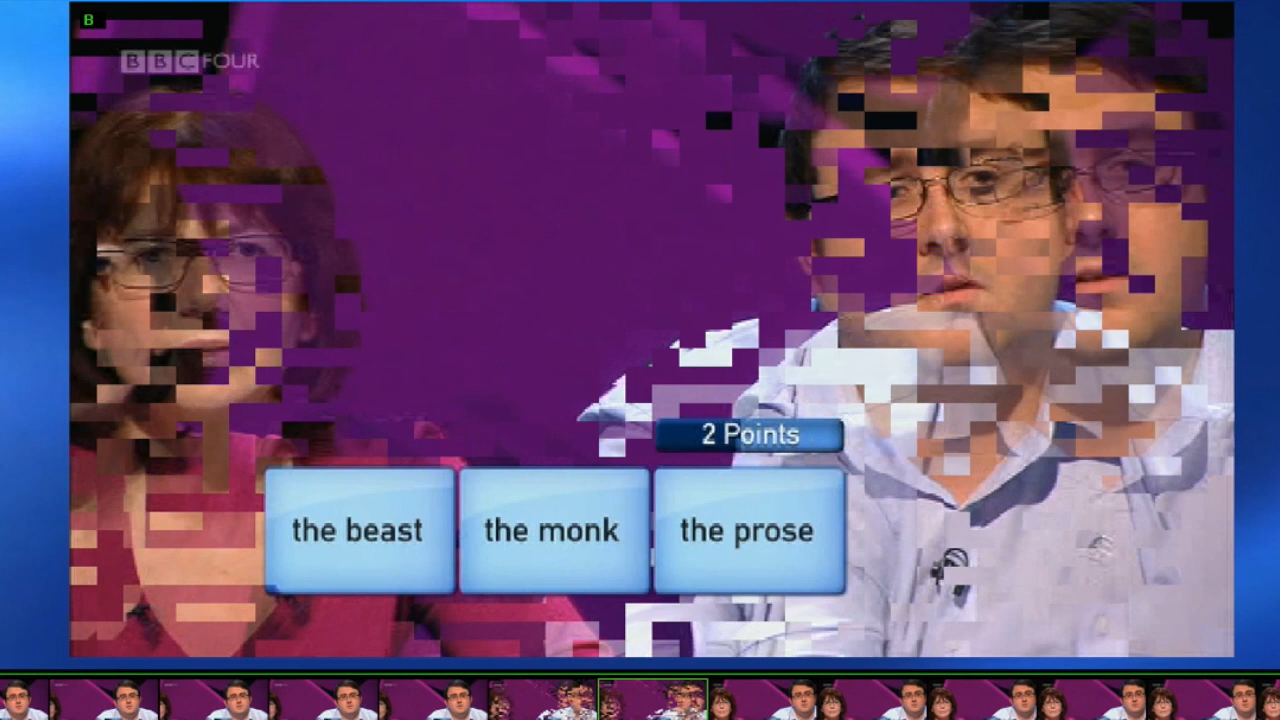 B
BBC FOUR
2 Points
the beast
the monk
the prose